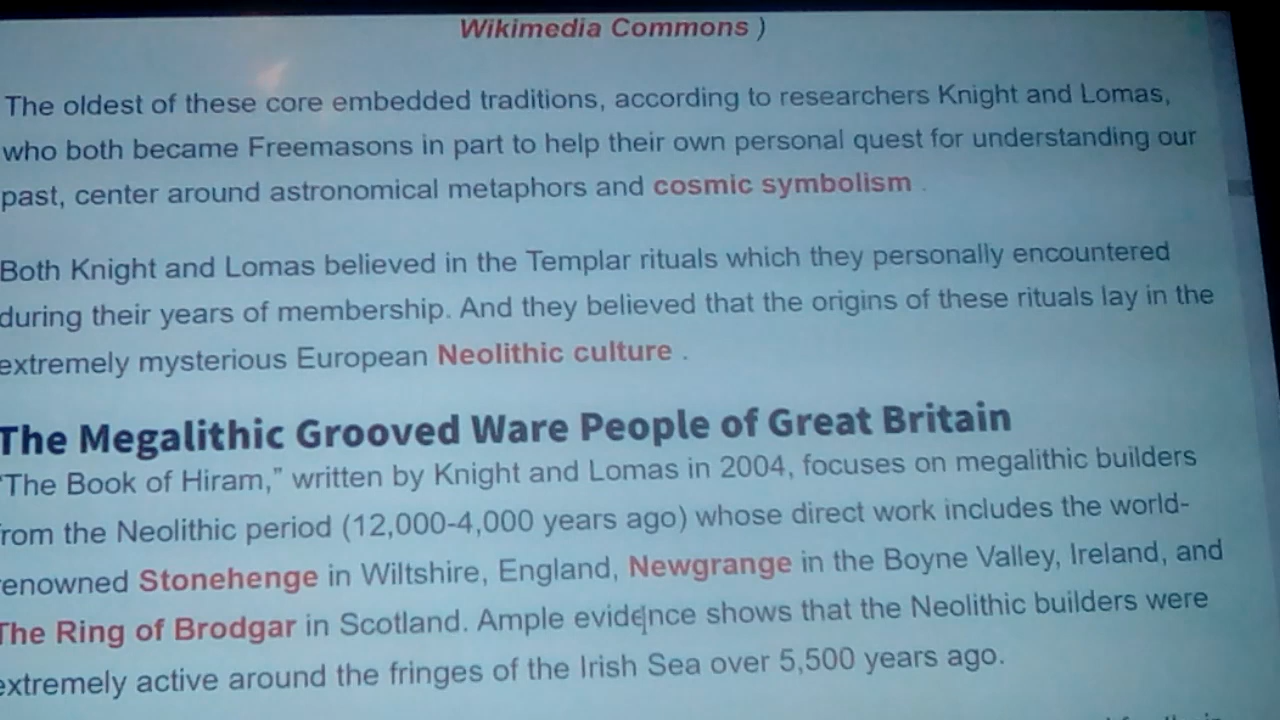 Wikimedia Commons )
The oldest of these core embedded traditions, according to researchers Knight and Lomas,
who both became Freemasons in part to help their own personal quest for understanding our
past, center around astronomical metaphors and cosmic symbolism .
Both Knight and Lomas believed in the Templar rituals which they personally encountered
during their years of membership. And they believed that the origins of these rituals lay in the
extremely mysterious European Neolithic culture .
The Megalithic Grooved Ware People of Great Britain
"The Book of Hiram," written by Knight and Lomas in 2004, focuses on megalithic builders
rom the Neolithic period (12,000-4,000 years ago) whose direct work includes the world-
enowned Stonehenge in Wiltshire, England, Newgrange in the Boyne Valley, Ireland, and
The Ring of Brodgar in Scotland. Ample evidence shows that the Neolithic builders were
extremely active around the fringes of the Irish Sea over 5,500 years ago.